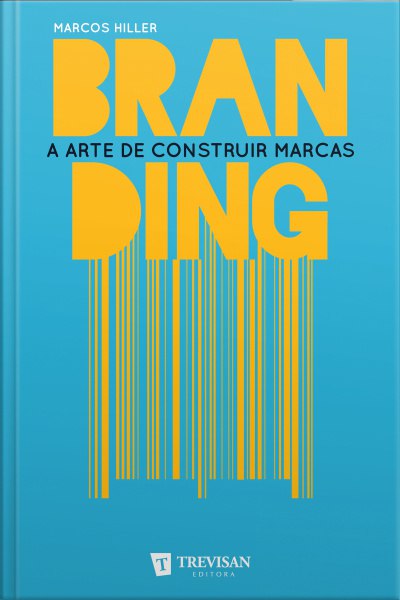 MARCOS HILLER
BRAN
A ARTE DE CONSTRUIR MARCAS
DING
T TREVISAN
EDITORA